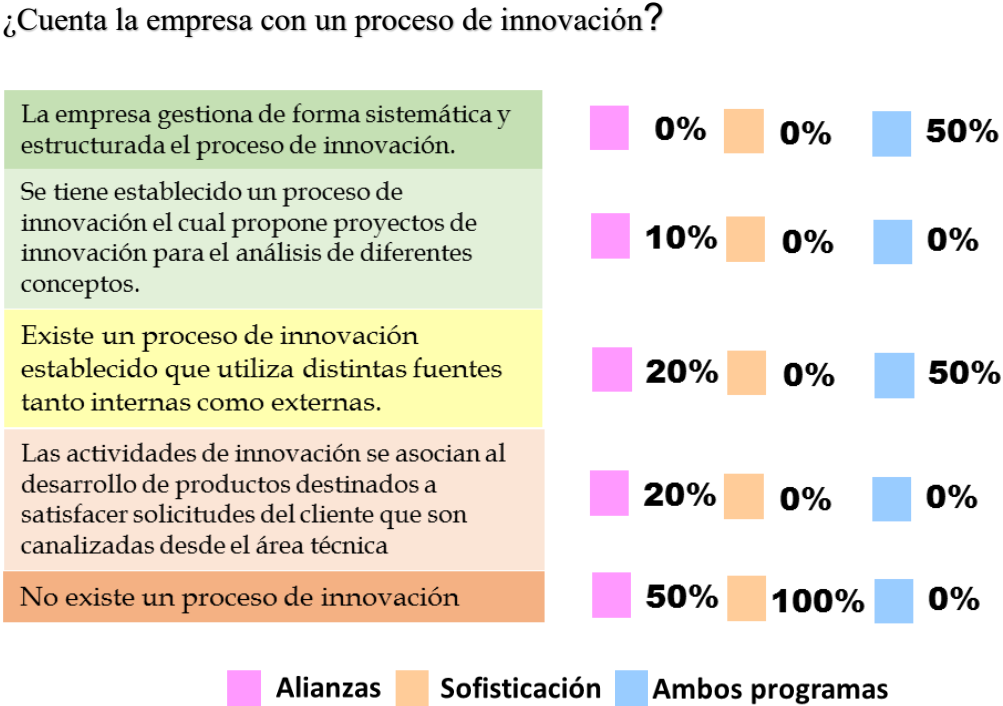 ¿Cuenta la empresa con un proceso de innovación?
La empresa gestiona de forma sistemática y
estructurada el proceso de innovación.
0% 0% 50%
Se tiene establecido un proceso de
innovación el cual propone proyectos de
innovación para el análisis de diferentes
conceptos.
10% 0% 0%
Existe un proceso de innovación
establecido que utiliza distintas fuentes
tanto internas como externas.
20% 0% 50%
Las actividades de innovación se asocian al
desarrollo de productos destinados a
satisfacer solicitudes del cliente que son
canalizadas desde el área técnica
20% 0% 0%
No existe un proceso de innovación
50% 100% 0%
Alianzas Sofisticación Ambos programas